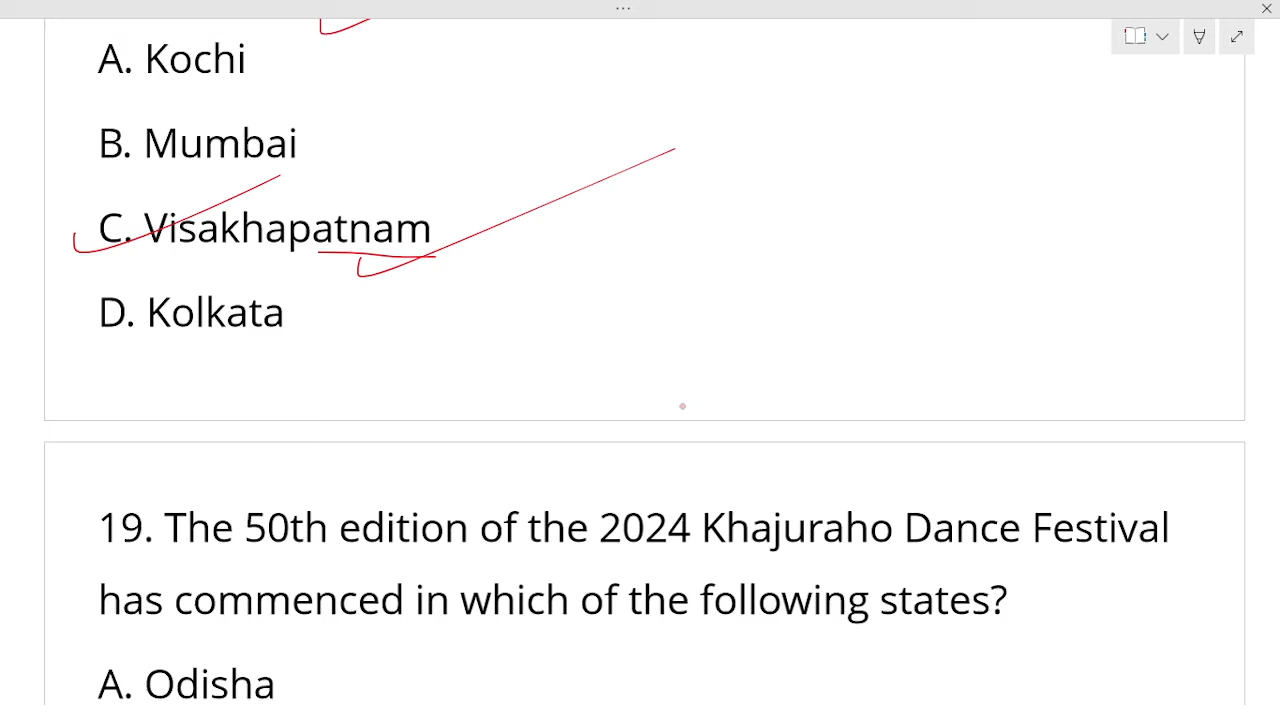 A. Kochi
B. Mumbai
C. Visakhapatnam
D. Kolkata
19. The 50th edition of the 2024 Khajuraho Dance Festival
has commenced in which of the following states?
A. Odisha